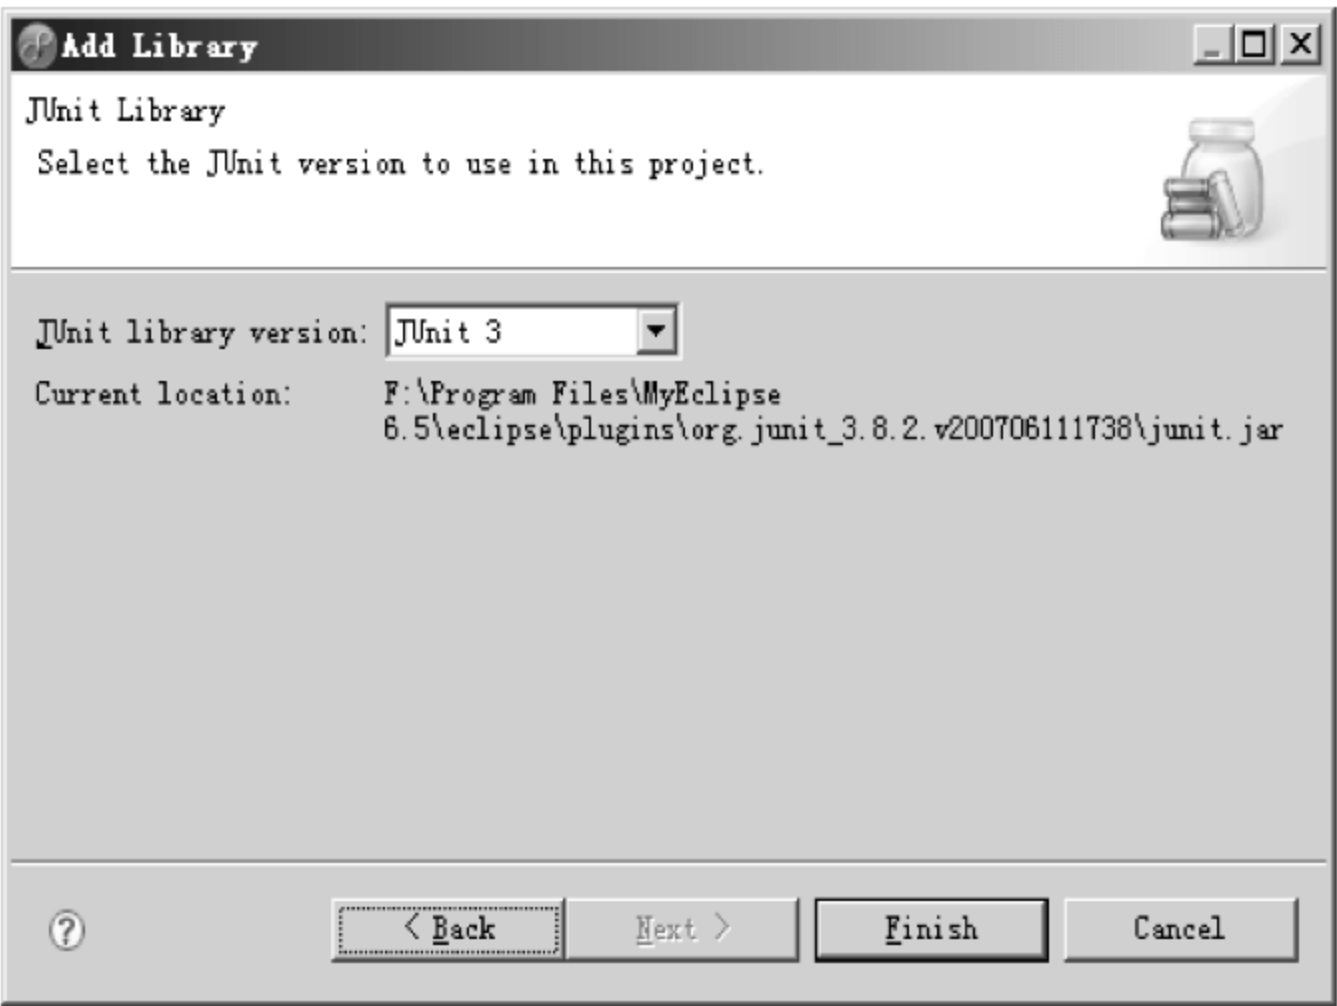 Add Library
JUnit Library
Select the JUnit version to use in this project.
JUnit library version: JUnit 3
Current location: F:\Program Files\MyEclipse
6.5\eclipse\plugins\org.junit_3.8.2.v200706111738\junit.jar
? < Back Next > Finish Cancel